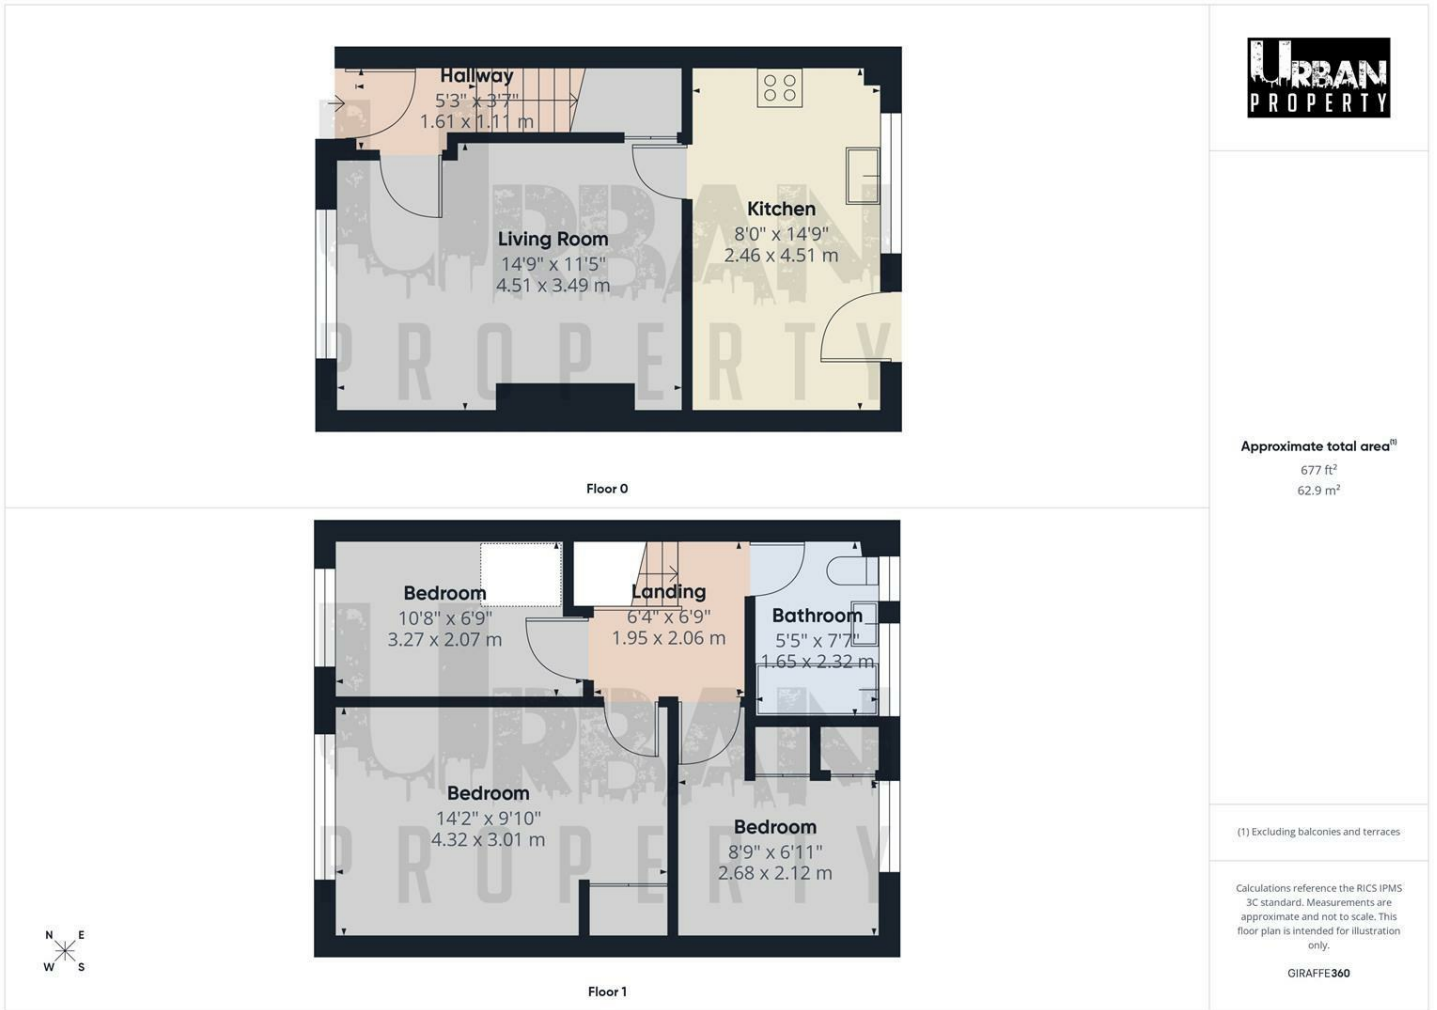 Hallway
5'3" x 3'7"
1.61 x 1.11 m
Living Room
14'9" x 11'5"
4.51 x 3.49 m
Kitchen
8'0" x 14'9"
2.46 x 4.51 m
URBAN
PROPERTY
Floor 0
Bedroom
10'8" x 6'9"
3.27 x 2.07 m
Landing
6'4" x 6'9"
1.95 x 2.06 m
Bathroom
5'5" x 7'7"
1.65 x 2.32 m
Bedroom
14'2" x 9'10"
4.32 x 3.01 m
Bedroom
8'9" x 6'11"
2.68 x 2.12 m
URBAN
PROPERTY
N E
W S
Floor 1
URBAN
PROPERTY
Approximate total area(1)
677 ft²
62.9 m²
(1) Excluding balconies and terraces
Calculations reference the RICS IPMS
3C standard. Measurements are
approximate and not to scale. This
floor plan is intended for illustration
only.
GIRAFFE360